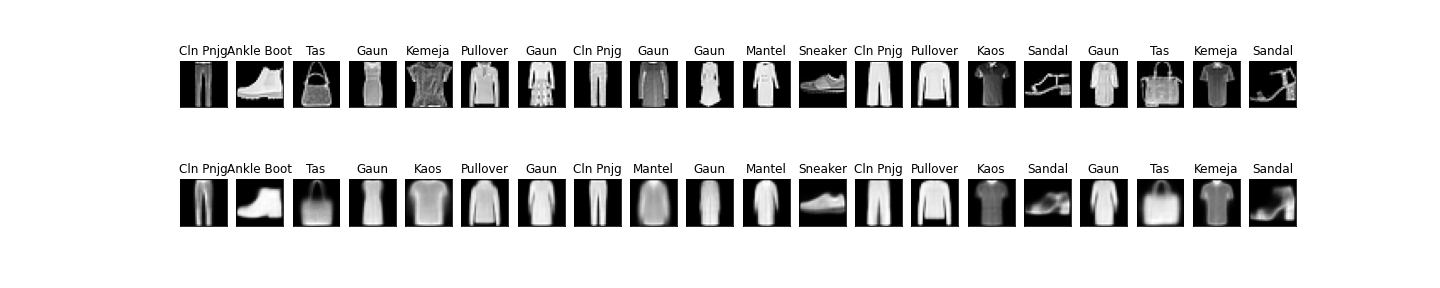 Cln Pnjg Ankle Boot Tas Gaun Kemeja Pullover Gaun Cln Pnjg Gaun Gaun Mantel Sneaker Cln Pnjg Pullover Kaos Sandal Gaun Tas Kemeja Sandal
Cln Pnjg Ankle Boot Tas Gaun Kaos Pullover Gaun Cln Pnjg Mantel Gaun Mantel Sneaker Cln Pnjg Pullover Kaos Sandal Gaun Tas Kemeja Sandal